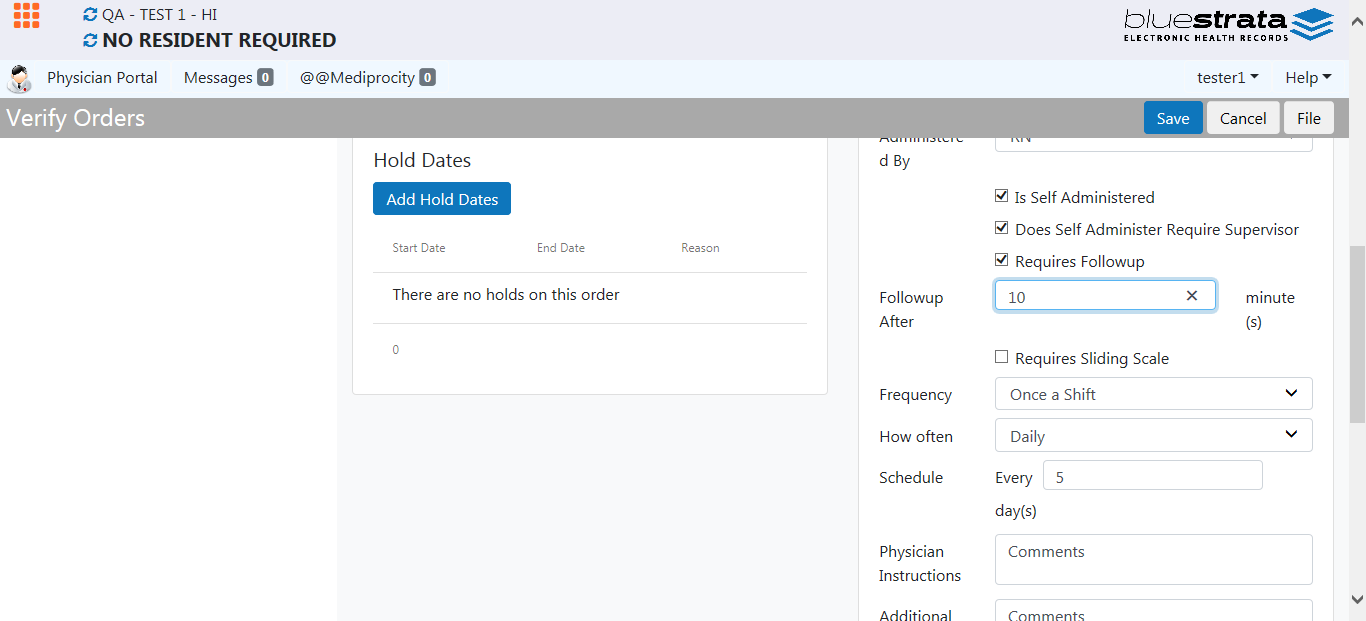 QA - TEST 1 - HI
NO RESIDENT REQUIRED
bluestrata
ELECTRONIC HEALTH RECORDS
Physician Portal
Messages 0
@@Mediprocity 0
tester1
Help
Verify Orders
Save
Cancel
File
Hold Dates
Add Hold Dates
Start Date
End Date
Reason
There are no holds on this order
0
Administere
d By
RN
Is Self Administered
Does Self Administer Require Supervisor
Requires Followup
Followup
After
10
minute
(s)
Requires Sliding Scale
Frequency
Once a Shift
How often
Daily
Schedule
Every
5
day(s)
Physician
Instructions
Comments
Additional
Comments